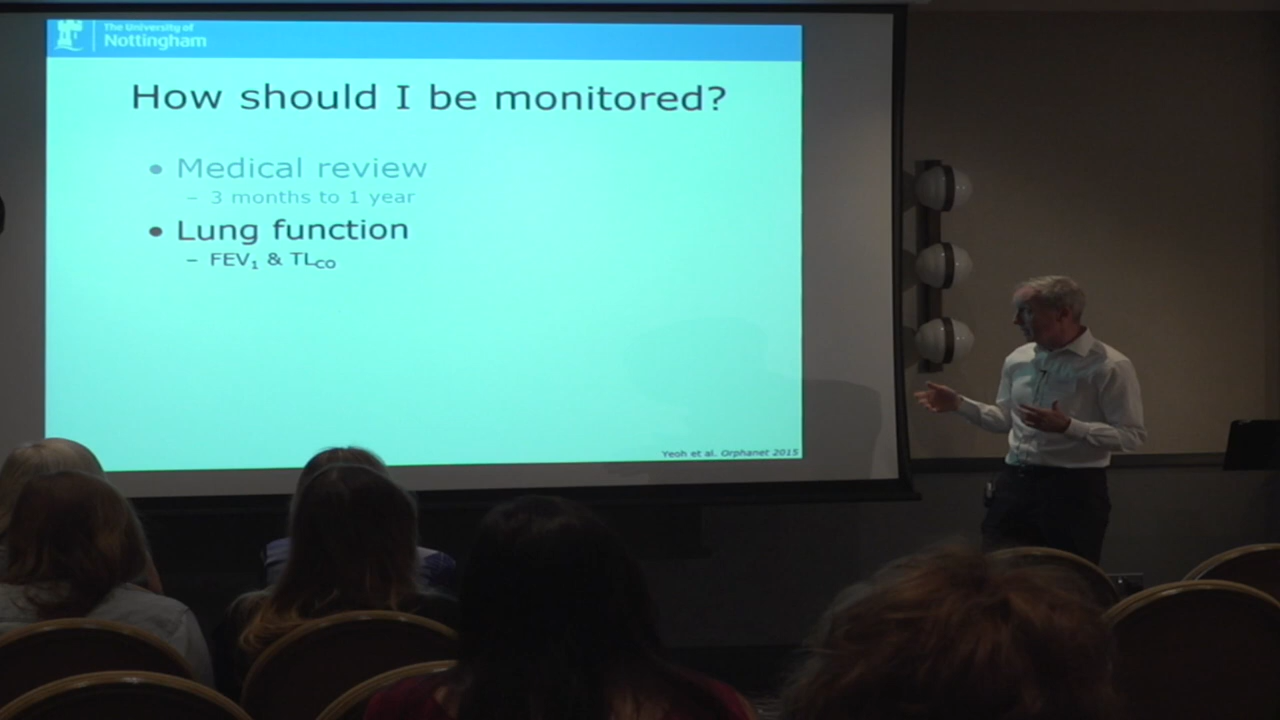 The University of
Nottingham
How should I be monitored?
• Medical review
– 3 months to 1 year
• Lung function
– FEV₁ & TL_CO
Yeoh et al. Orphanet 2015